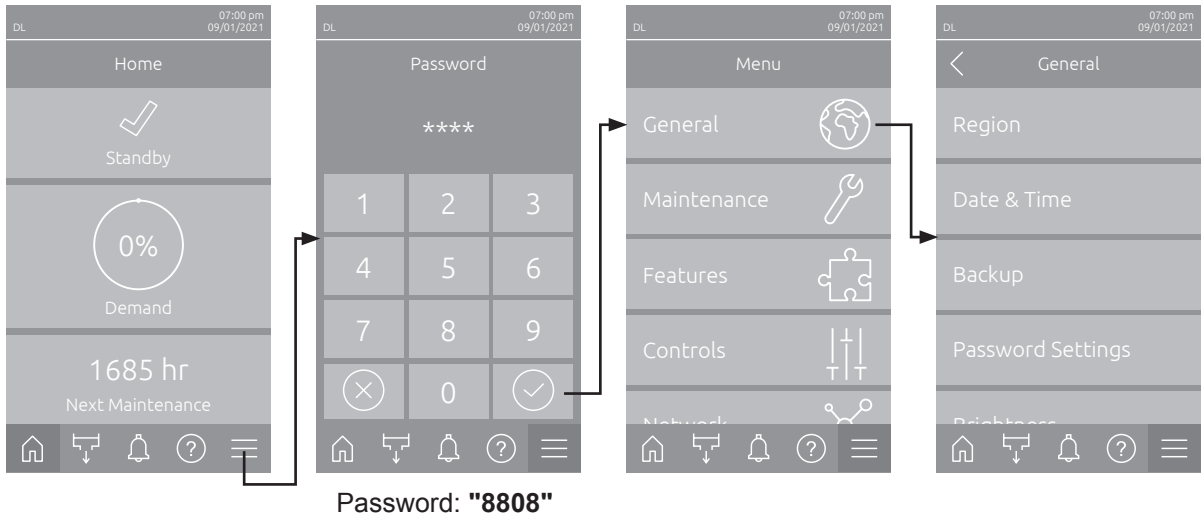 07:00 pm
DL 09/01/2021
Home
Standby
0%
Demand
1685 hr
Next Maintenance
?
07:00 pm
DL 09/01/2021
Password
****
1 2 3
4 5 6
7 8 9
0
?
Password: "8808"
07:00 pm
DL 09/01/2021
Menu
General
Maintenance
Features
Controls
Network
?
07:00 pm
DL 09/01/2021
General
Region
Date & Time
Backup
Password Settings
Brightness
?